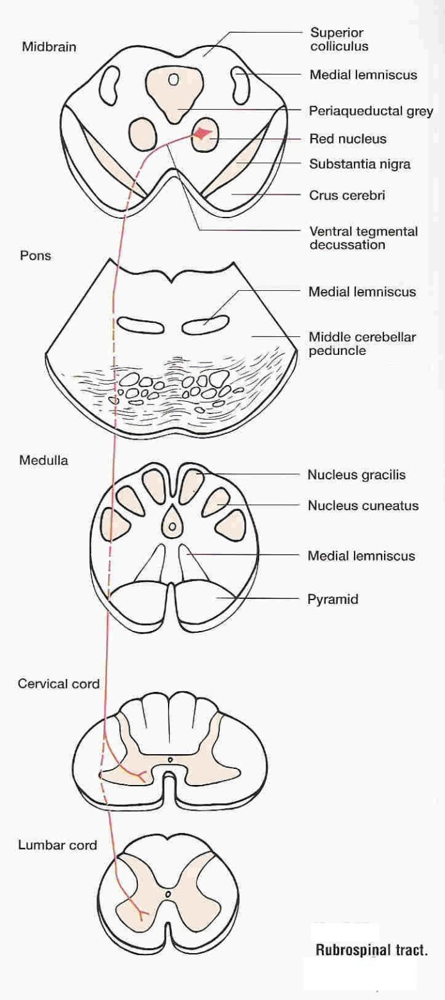 Midbrain
Superior
colliculus
Medial lemniscus
Periaqueductal grey
Red nucleus
Substantia nigra
Crus cerebri
Ventral tegmental
decussation
Pons
Medial lemniscus
Middle cerebellar
peduncle
Medulla
Nucleus gracilis
Nucleus cuneatus
Medial lemniscus
Pyramid
Cervical cord
Lumbar cord
Rubrospinal tract.